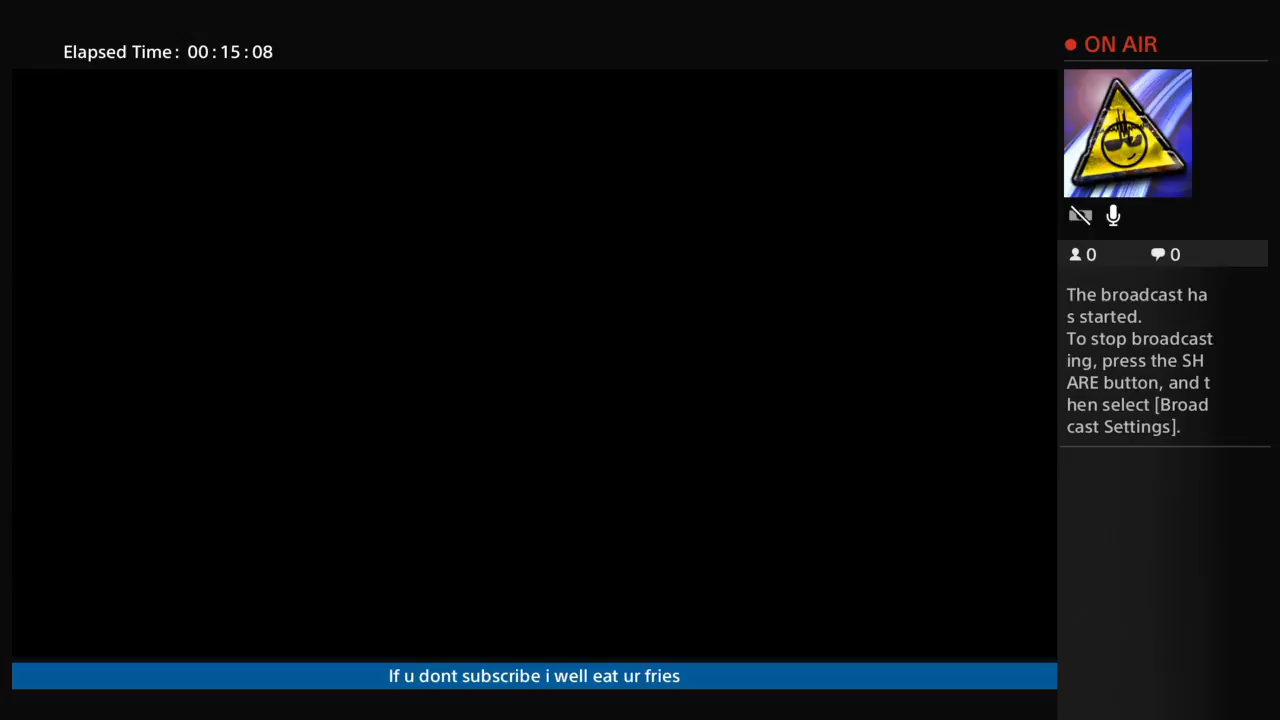 Elapsed Time: 00:15:08
ON AIR
0 0
The broadcast ha
s started.
To stop broadcast
ing, press the SH
ARE button, and t
hen select [Broad
cast Settings].
If u dont subscribe i well eat ur fries